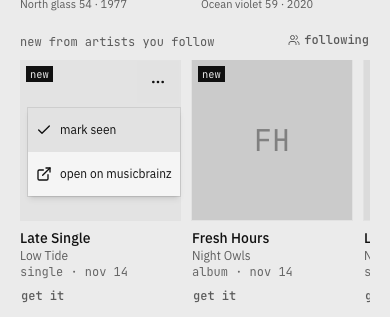 North glass 54 · 1977
Ocean violet 59 · 2020
new from artists you follow
following
new
new
mark seen
open on musicbrainz
FH
Late Single
Low Tide
single · nov 14
get it
Fresh Hours
Night Owls
album · nov 14
get it